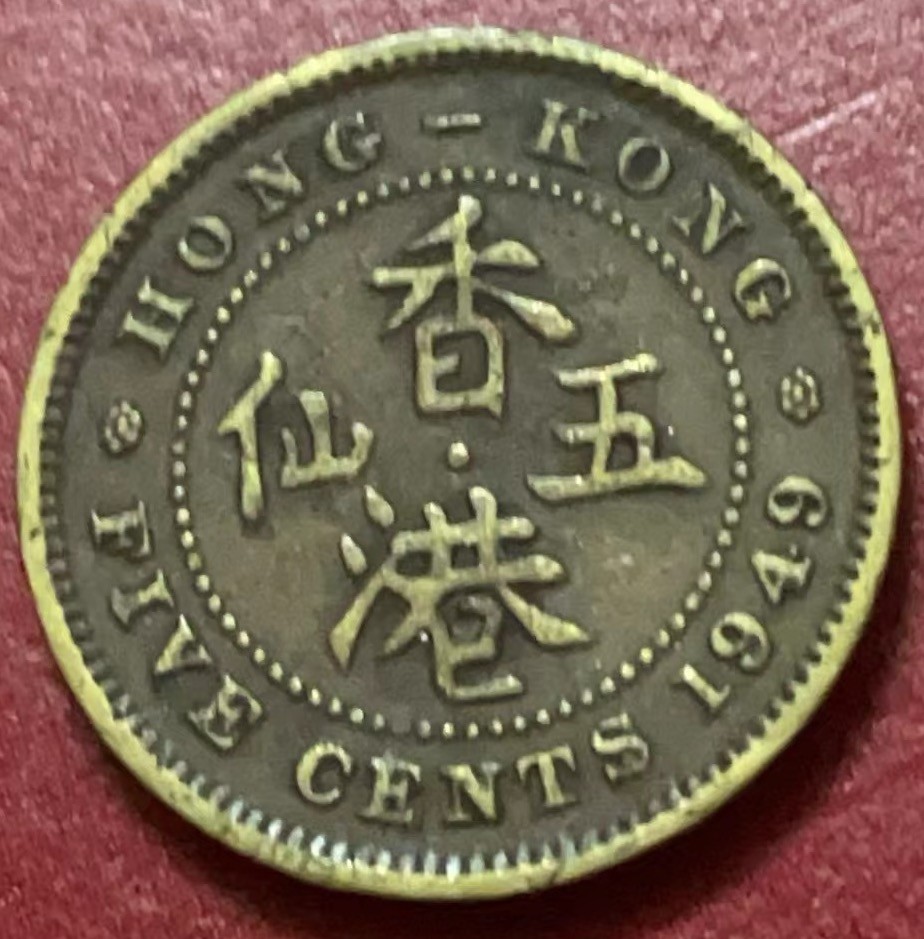 HONG - KONG
香
五
仙
港
FIVE CENTS 1949